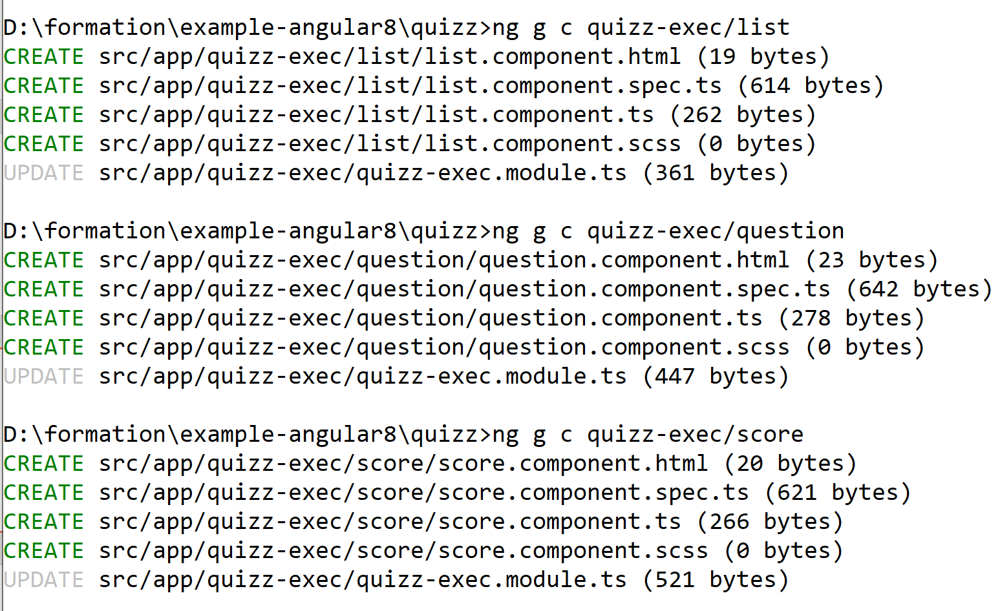 D:\formation\example-angular8\quizz>ng g c quizz-exec/list
CREATE src/app/quizz-exec/list/list.component.html (19 bytes)
CREATE src/app/quizz-exec/list/list.component.spec.ts (614 bytes)
CREATE src/app/quizz-exec/list/list.component.ts (262 bytes)
CREATE src/app/quizz-exec/list/list.component.scss (0 bytes)
UPDATE src/app/quizz-exec/quizz-exec.module.ts (361 bytes)
D:\formation\example-angular8\quizz>ng g c quizz-exec/question
CREATE src/app/quizz-exec/question/question.component.html (23 bytes)
CREATE src/app/quizz-exec/question/question.component.spec.ts (642 bytes)
CREATE src/app/quizz-exec/question/question.component.ts (278 bytes)
CREATE src/app/quizz-exec/question/question.component.scss (0 bytes)
UPDATE src/app/quizz-exec/quizz-exec.module.ts (447 bytes)
D:\formation\example-angular8\quizz>ng g c quizz-exec/score
CREATE src/app/quizz-exec/score/score.component.html (20 bytes)
CREATE src/app/quizz-exec/score/score.component.spec.ts (621 bytes)
CREATE src/app/quizz-exec/score/score.component.ts (266 bytes)
CREATE src/app/quizz-exec/score/score.component.scss (0 bytes)
UPDATE src/app/quizz-exec/quizz-exec.module.ts (521 bytes)